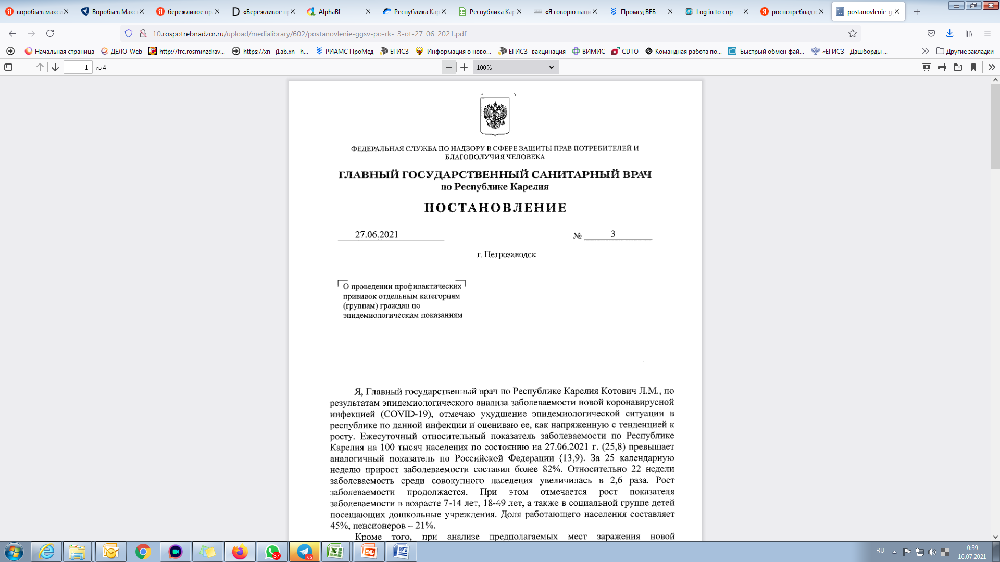 воробьев макси
Воробьев Макс
бережливое пр
«Бережливое п
AlphaBI
Республика Кар
Республика Кар
«Я говорю пац
Промед ВЕБ
Log in to cnp
роспотребнадз
postanovlenie-g
10.rospotrebnadzor.ru/upload/medialibrary/602/postanovlenie-ggsv-po-rk-_3-ot-27_06_2021.pdf
Начальная страница
ДЕЛО-Web
http://frc.rosminzdrav...
https://xn--j1ab.xn--h...
РИАМС ПроМед
ЕГИСЗ
Информация о ново...
ЕГИСЗ- вакцинация
ВИМИС
CDTO
Командная работа по...
Быстрый обмен фай...
«ЕГИСЗ - Дашборды ...
Другие закладки
1 из 4
100%
ФЕДЕРАЛЬНАЯ СЛУЖБА ПО НАДЗОРУ В СФЕРЕ ЗАЩИТЫ ПРАВ ПОТРЕБИТЕЛЕЙ И
БЛАГОПОЛУЧИЯ ЧЕЛОВЕКА
ГЛАВНЫЙ ГОСУДАРСТВЕННЫЙ САНИТАРНЫЙ ВРАЧ
по Республике Карелия
ПОСТАНОВЛЕНИЕ
27.06.2021 № 3
г. Петрозаводск
О проведении профилактических
прививок отдельным категориям
(группам) граждан по
эпидемиологическим показаниям
Я, Главный государственный врач по Республике Карелия Котович Л.М., по
результатам эпидемиологического анализа заболеваемости новой коронавирусной
инфекцией (COVID-19), отмечаю ухудшение эпидемиологической ситуации в
республике по данной инфекции и оцениваю ее, как напряженную с тенденцией к
росту. Ежесуточный относительный показатель заболеваемости по Республике
Карелия на 100 тысяч населения по состоянию на 27.06.2021 г. (25,8) превышает
аналогичный показатель по Российской Федерации (13,9). За 25 календарную
неделю прирост заболеваемости составил более 82%. Относительно 22 недели
заболеваемость среди совокупного населения увеличилась в 2,6 раза. Рост
заболеваемости продолжается. При этом отмечается рост показателя
заболеваемости в возрасте 7-14 лет, 18-49 лет, а также в социальной группе детей
посещающих дошкольные учреждения. Доля работающего населения составляет
45%, пенсионеров – 21%.
Кроме того, при анализе предполагаемых мест заражения новой
37
65
RU
0:39
16.07.2021